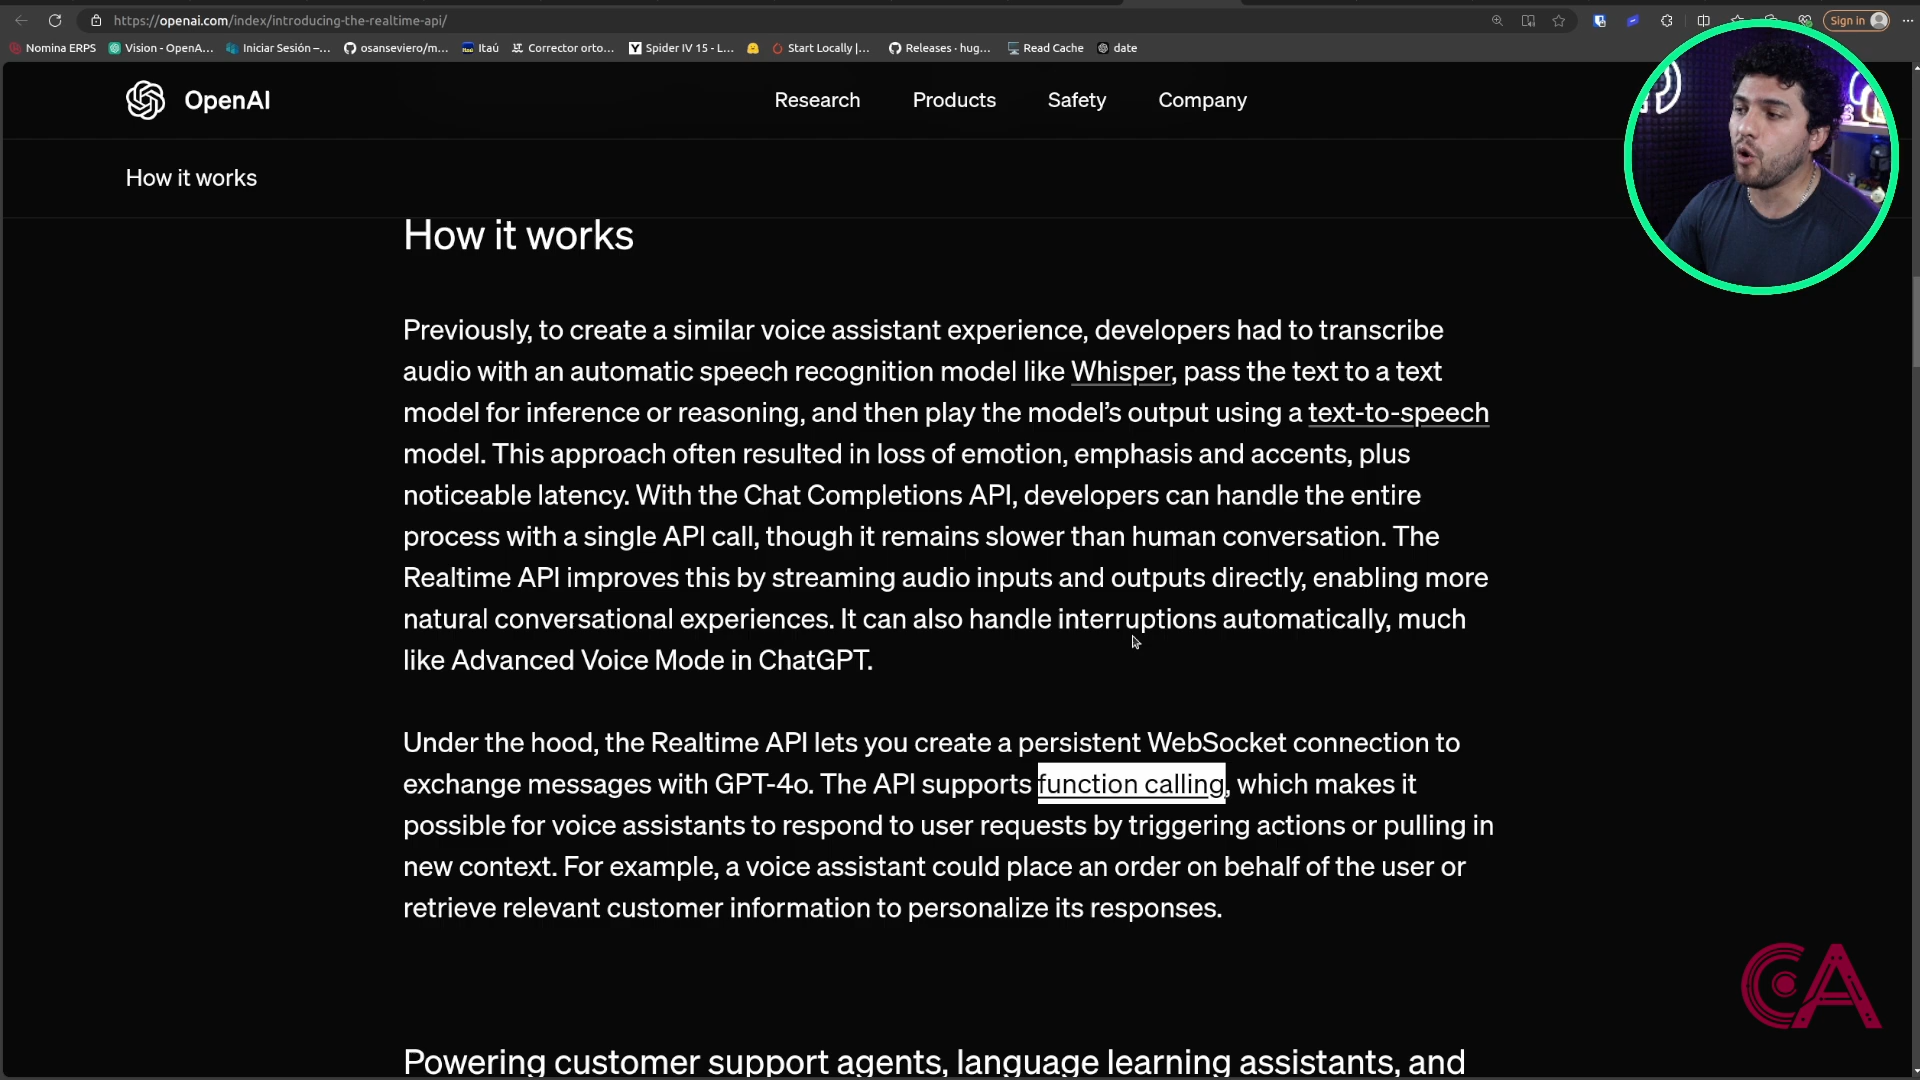 https://openai.com/index/introducing-the-realtime-api/
Sign in
Nomina ERPS
Vision - OpenA...
Iniciar Sesión –...
osanseviero/m...
Itaú
Corrector orto...
Spider IV 15 - L...
Start Locally |...
Releases · hug...
Read Cache
date
OpenAI
Research
Products
Safety
Company
How it works
How it works
Previously, to create a similar voice assistant experience, developers had to transcribe
audio with an automatic speech recognition model like Whisper, pass the text to a text
model for inference or reasoning, and then play the model’s output using a text-to-speech
model. This approach often resulted in loss of emotion, emphasis and accents, plus
noticeable latency. With the Chat Completions API, developers can handle the entire
process with a single API call, though it remains slower than human conversation. The
Realtime API improves this by streaming audio inputs and outputs directly, enabling more
natural conversational experiences. It can also handle interruptions automatically, much
like Advanced Voice Mode in ChatGPT.
Under the hood, the Realtime API lets you create a persistent WebSocket connection to
exchange messages with GPT-4o. The API supports function calling, which makes it
possible for voice assistants to respond to user requests by triggering actions or pulling in
new context. For example, a voice assistant could place an order on behalf of the user or
retrieve relevant customer information to personalize its responses.
CA
Powering customer support agents, language learning assistants, and